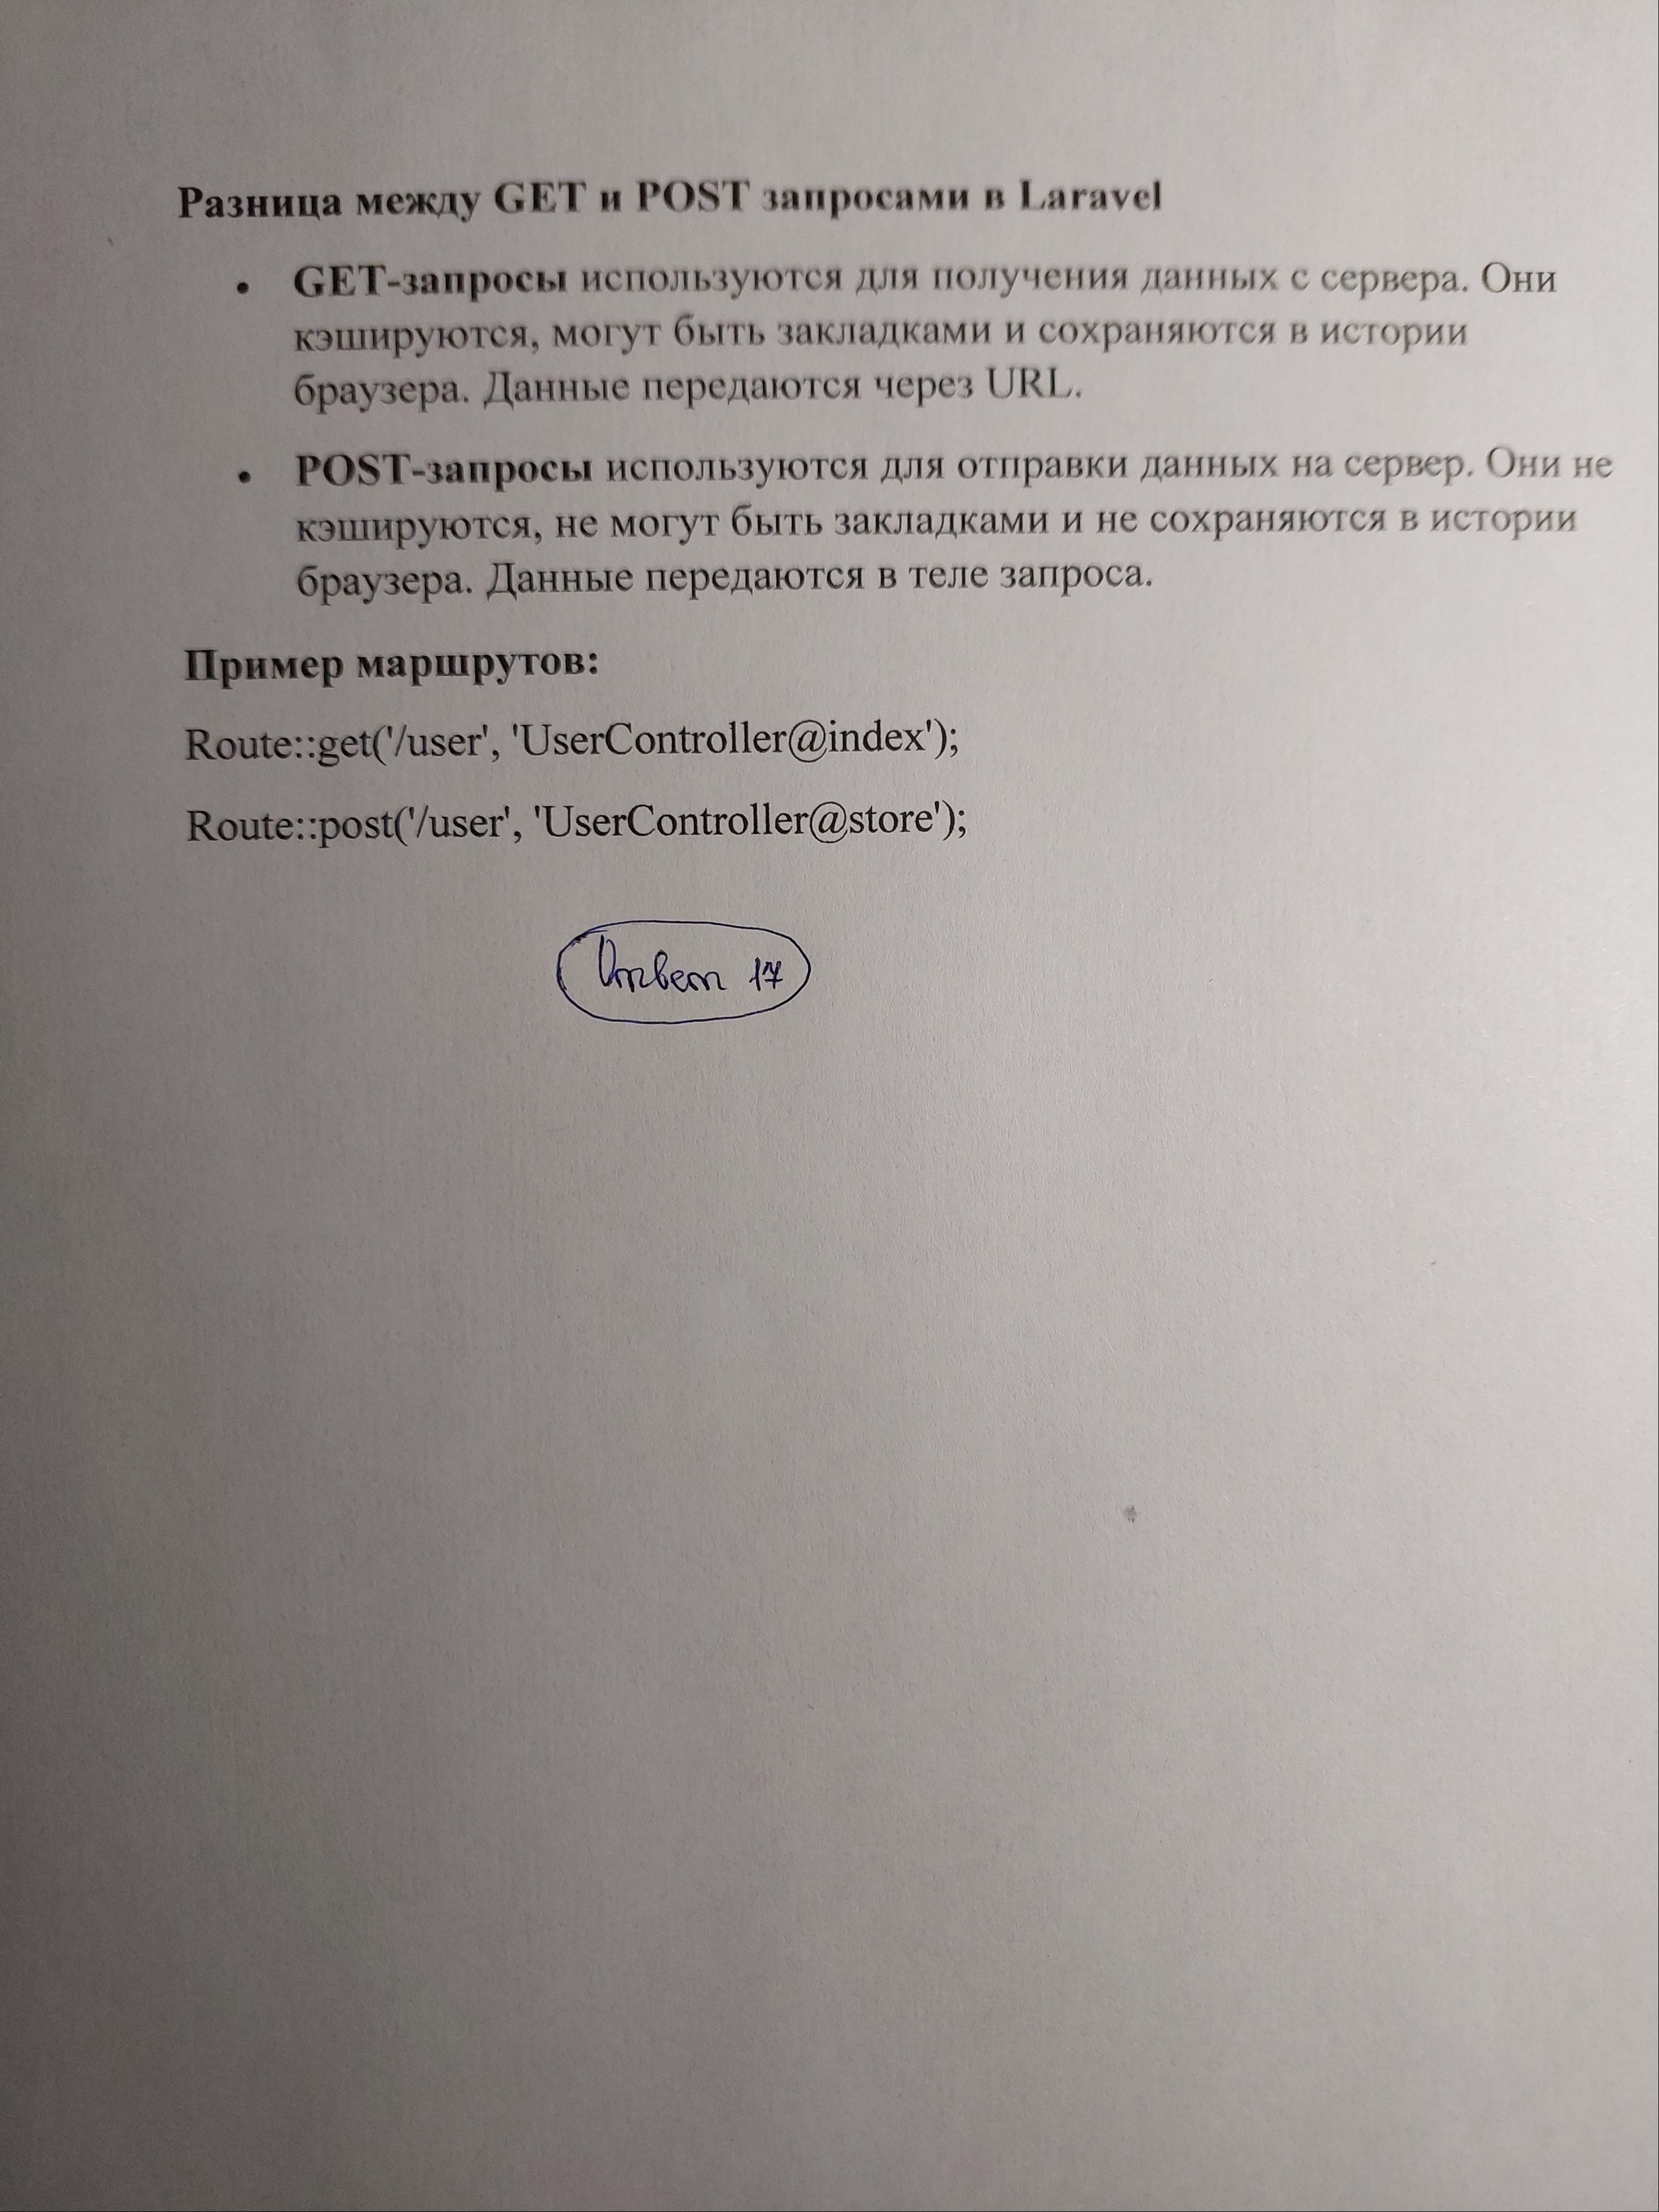 Разница между GET и POST запросами в Laravel
• GET-запросы используются для получения данных с сервера. Они
кэшируются, могут быть закладками и сохраняются в истории
браузера. Данные передаются через URL.
• POST-запросы используются для отправки данных на сервер. Они не
кэшируются, не могут быть закладками и не сохраняются в истории
браузера. Данные передаются в теле запроса.
Пример маршрутов:
Route::get('/user', 'UserController@index');
Route::post('/user', 'UserController@store');
Ответ 17